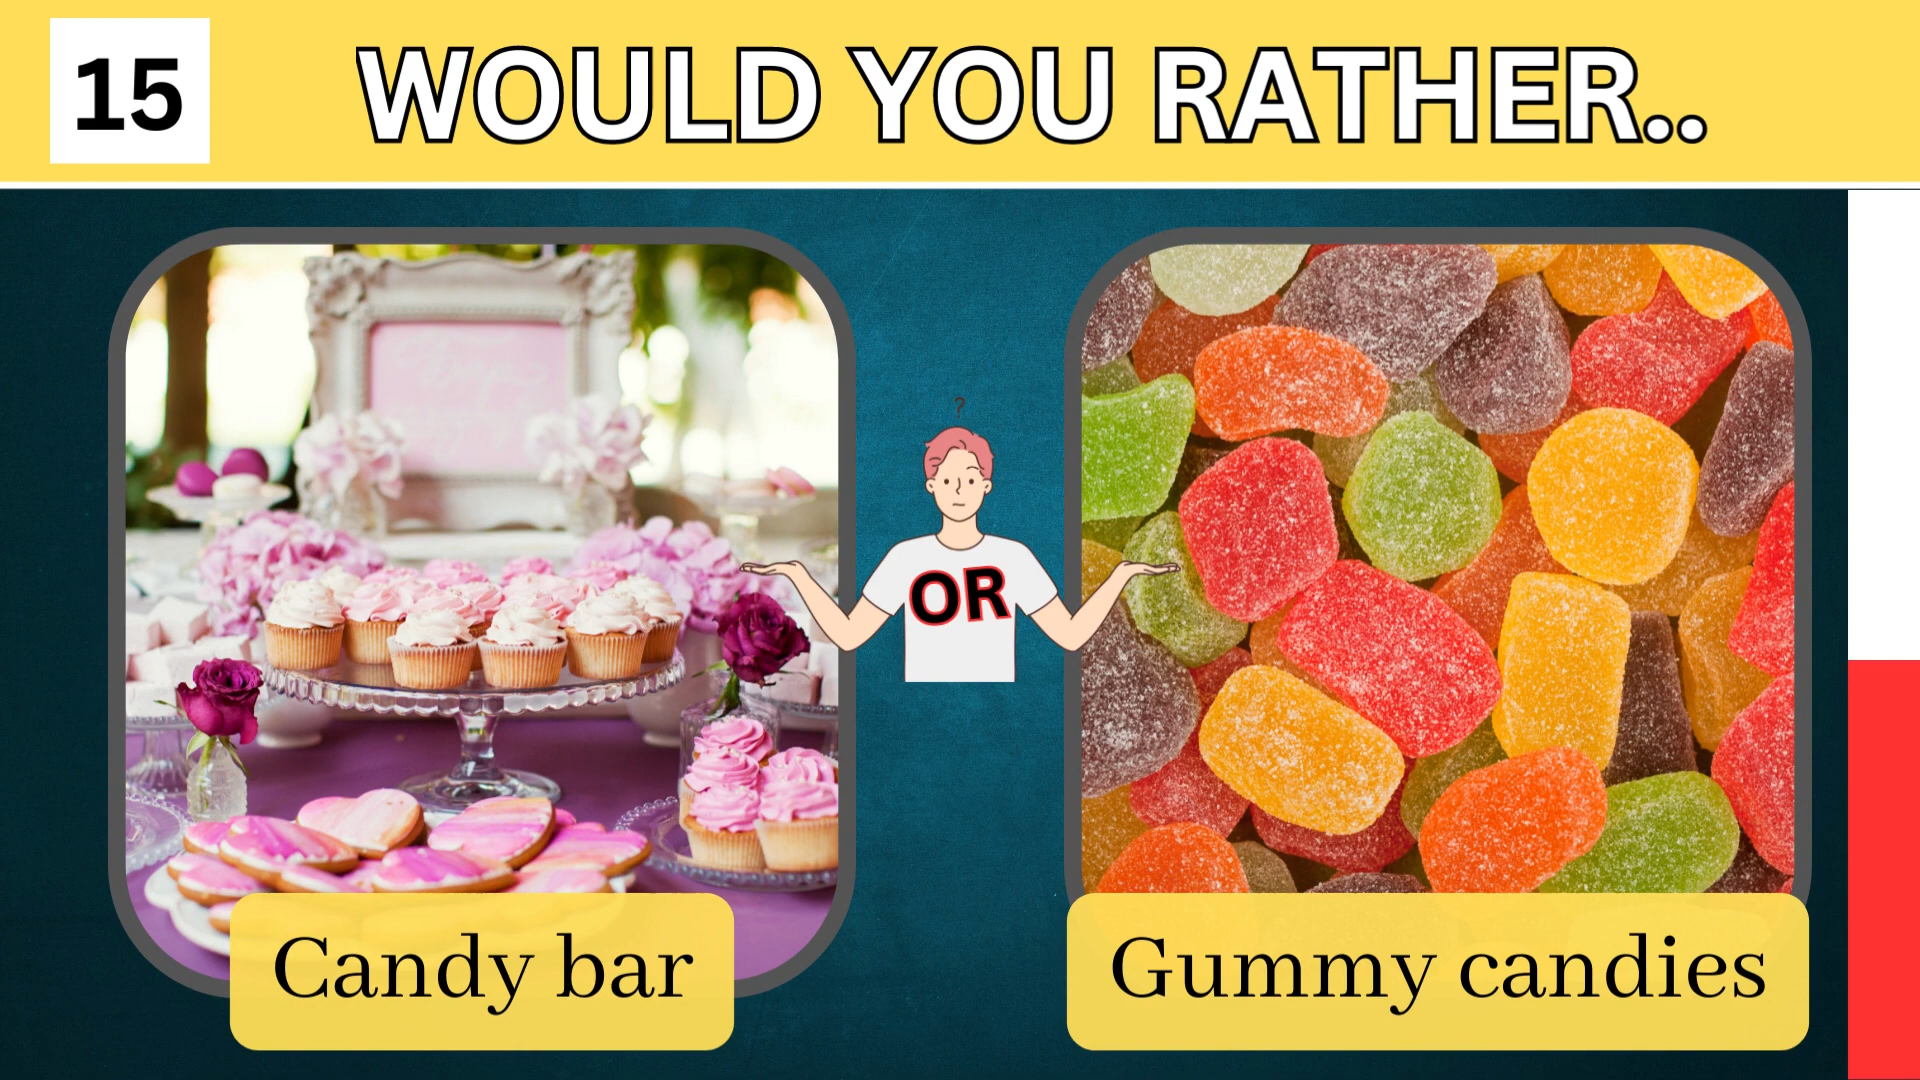 15
WOULD YOU RATHER..
?
OR
Candy bar
Gummy candies